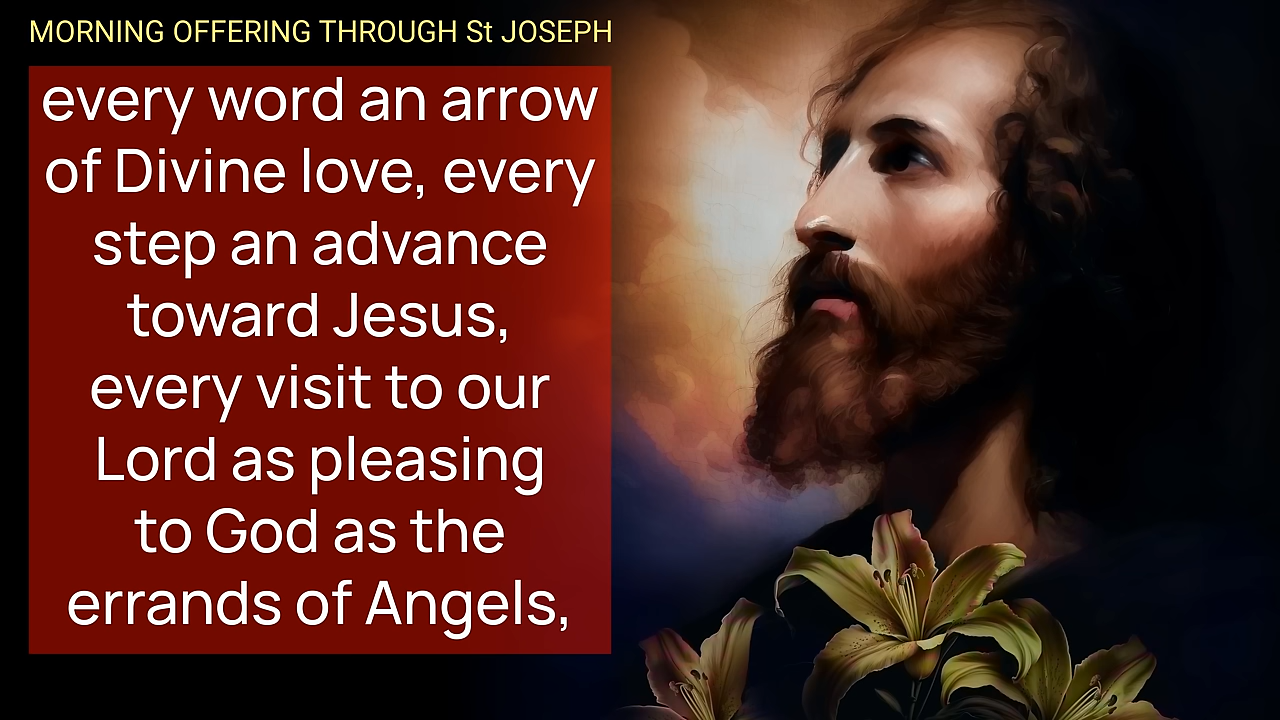 MORNING OFFERING THROUGH St JOSEPH
every word an arrow
of Divine love, every
step an advance
toward Jesus,
every visit to our
Lord as pleasing
to God as the
errands of Angels,